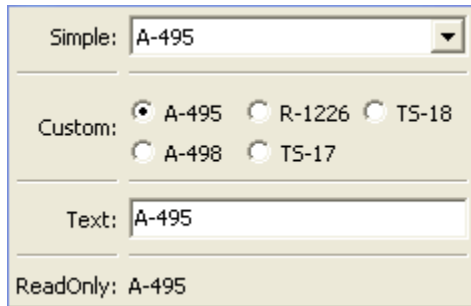 Simple: A-495
Custom: A-495 R-1226 TS-18
A-498 TS-17
Text: A-495
ReadOnly: A-495